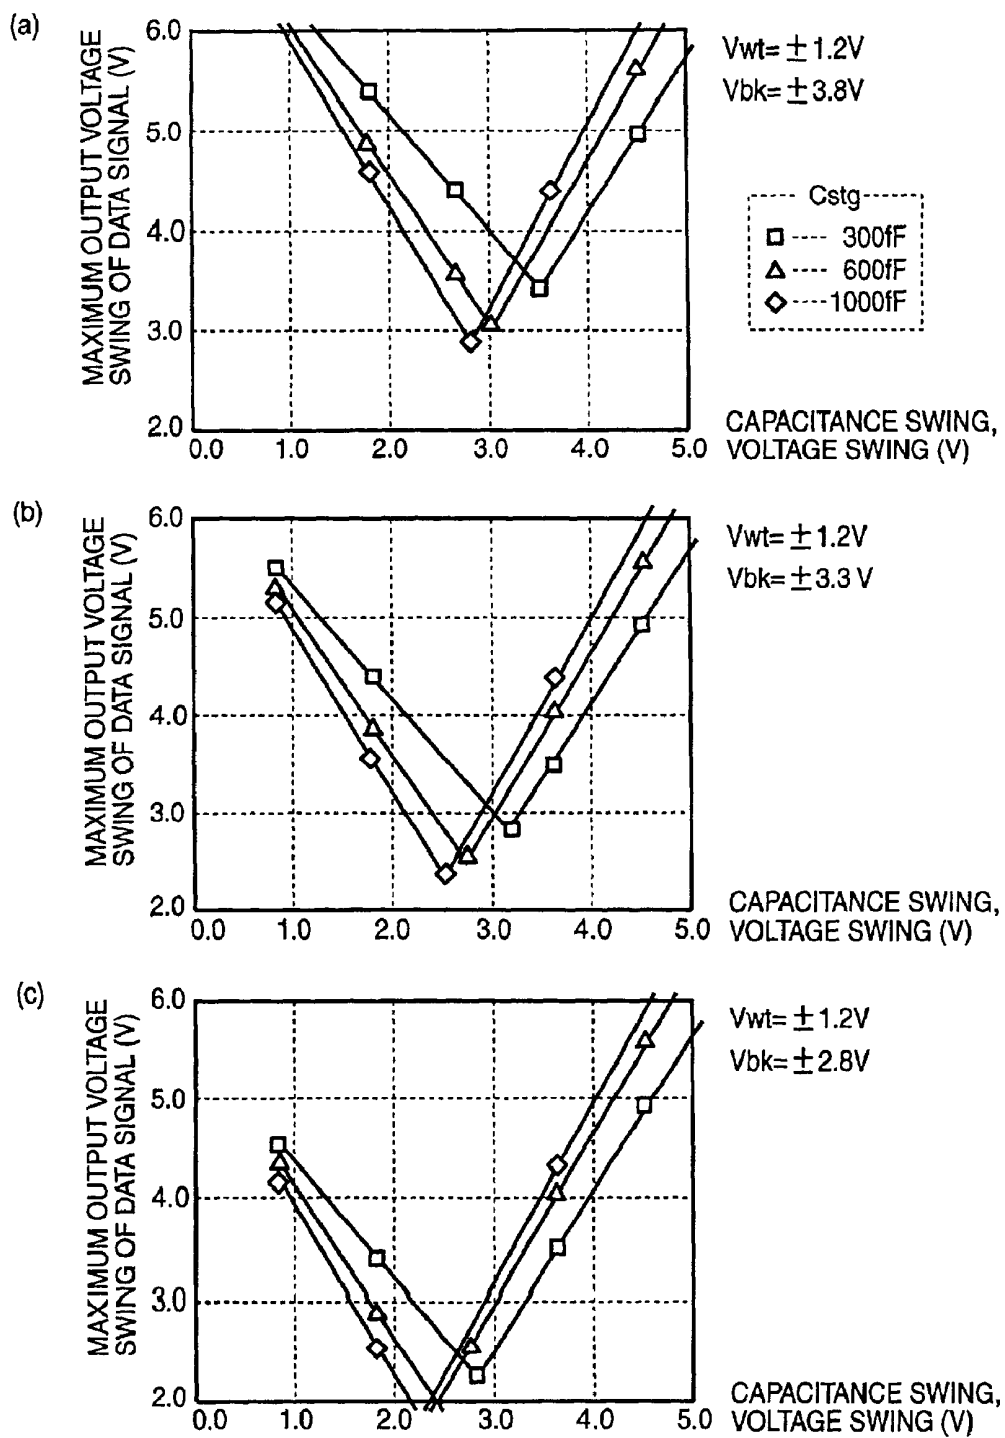 (a)
MAXIMUM OUTPUT VOLTAGE
SWING OF DATA SIGNAL (V)
6.0
5.0
4.0
3.0
2.0
0.0 1.0 2.0 3.0 4.0 5.0
CAPACITANCE SWING,
VOLTAGE SWING (V)
Vwt= ±1.2V
Vbk= ±3.8V
Cstg
300fF
600fF
1000fF
(b)
MAXIMUM OUTPUT VOLTAGE
SWING OF DATA SIGNAL (V)
6.0
5.0
4.0
3.0
2.0
0.0 1.0 2.0 3.0 4.0 5.0
CAPACITANCE SWING,
VOLTAGE SWING (V)
Vwt= ±1.2V
Vbk= ±3.3 V
(c)
MAXIMUM OUTPUT VOLTAGE
SWING OF DATA SIGNAL (V)
6.0
5.0
4.0
3.0
2.0
0.0 1.0 2.0 3.0 4.0 5.0
CAPACITANCE SWING,
VOLTAGE SWING (V)
Vwt= ±1.2V
Vbk= ±2.8V